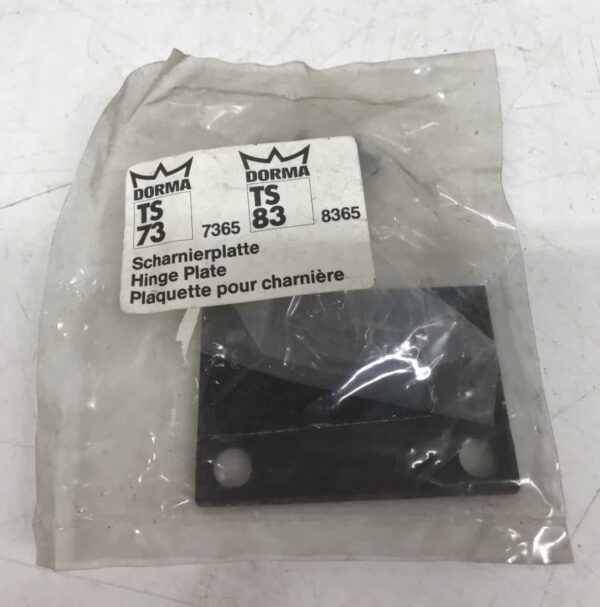 DORMA
TS
73
7365
DORMA
TS
83
8365
Scharnierplatte
Hinge Plate
Plaquette pour charnière